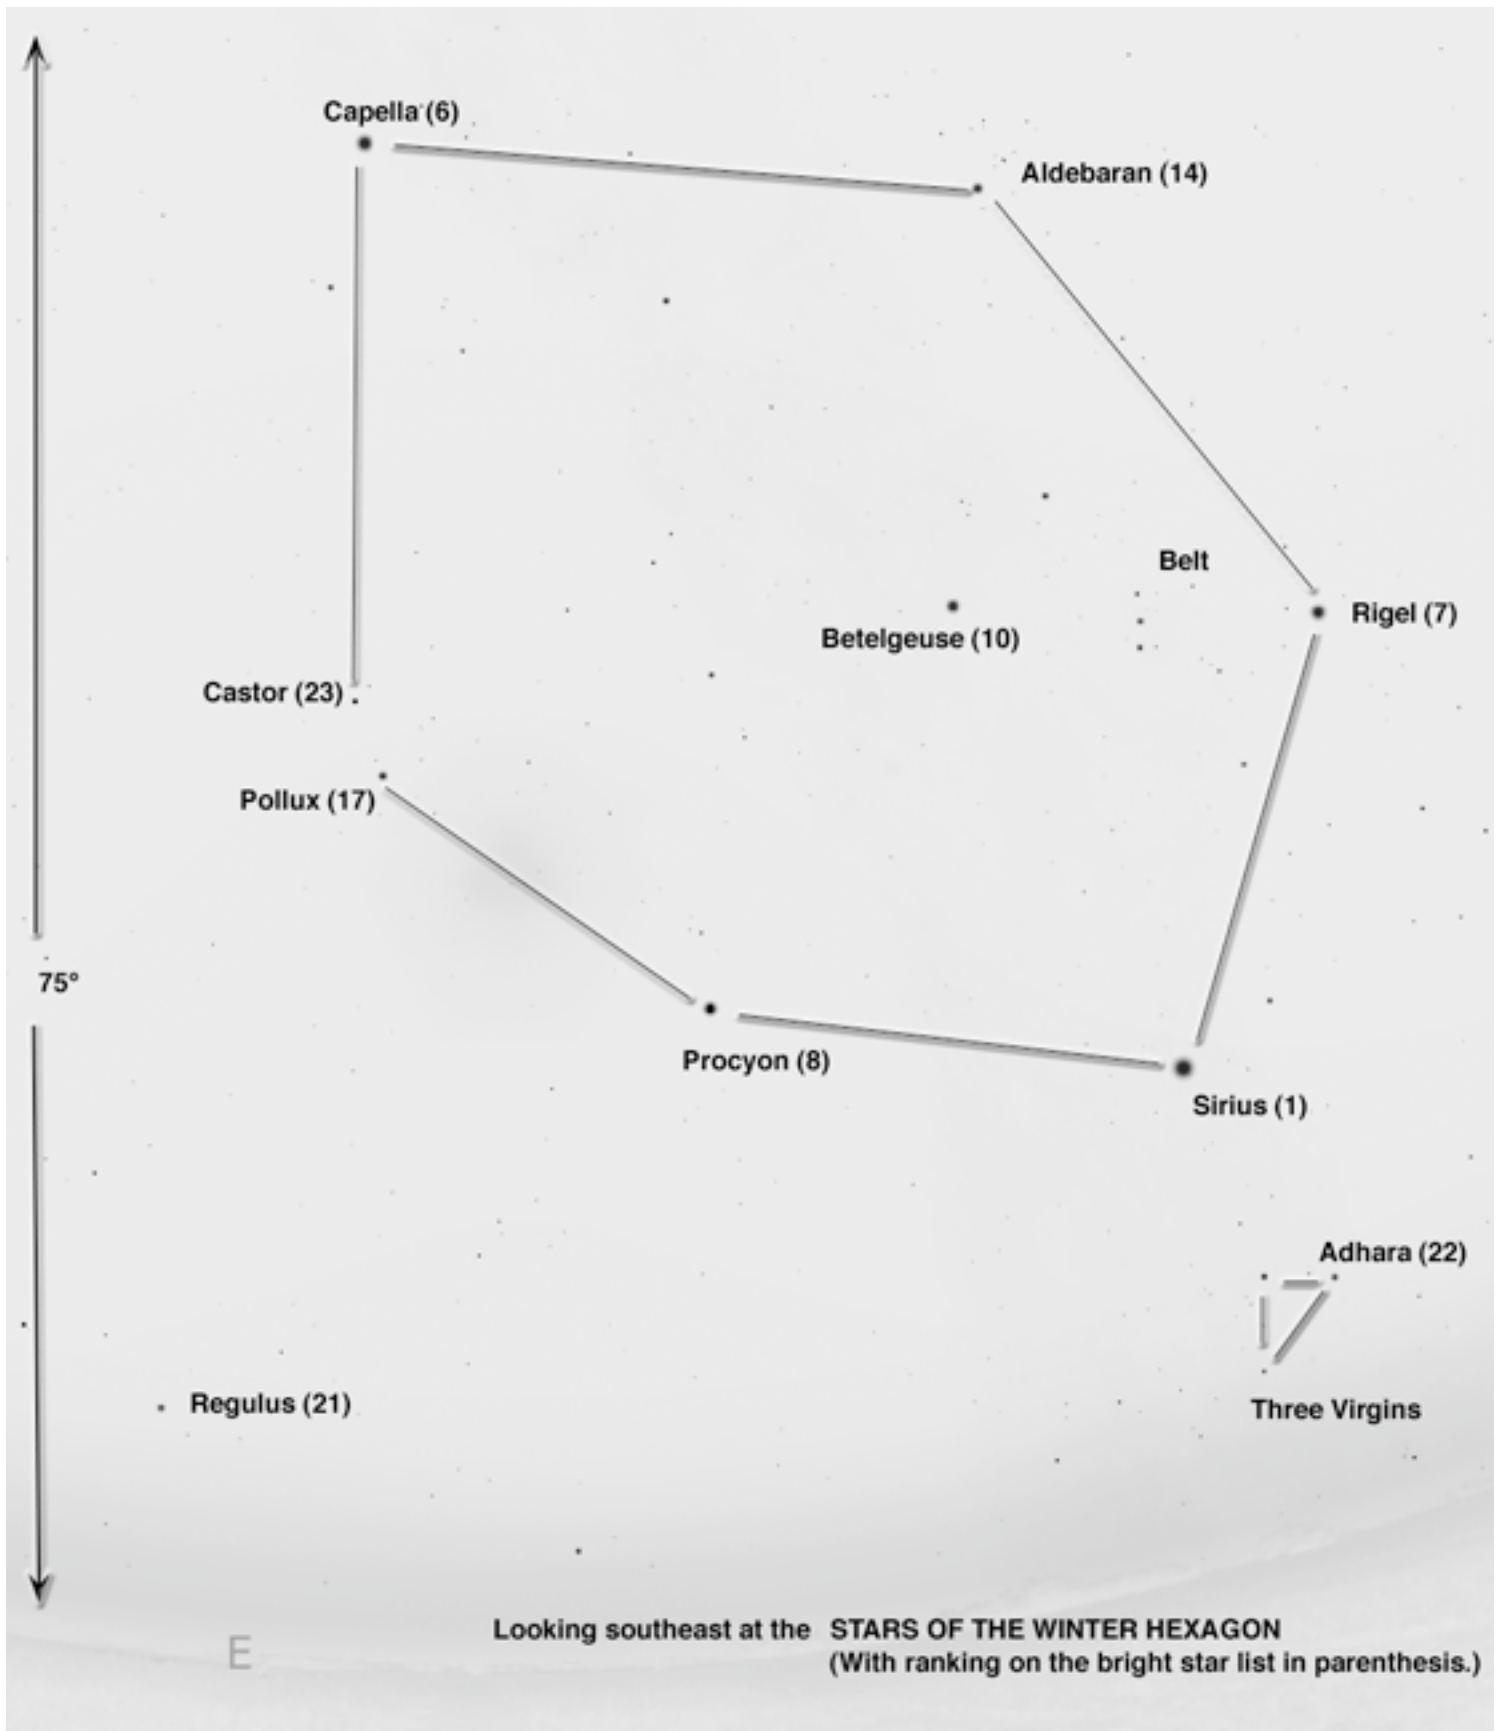 Capella (6)
Aldebaran (14)
Belt
Rigel (7)
Betelgeuse (10)
Castor (23)
Pollux (17)
75°
Procyon (8)
Sirius (1)
Adhara (22)
Regulus (21)
Three Virgins
Looking southeast at the STARS OF THE WINTER HEXAGON
(With ranking on the bright star list in parenthesis.)
E